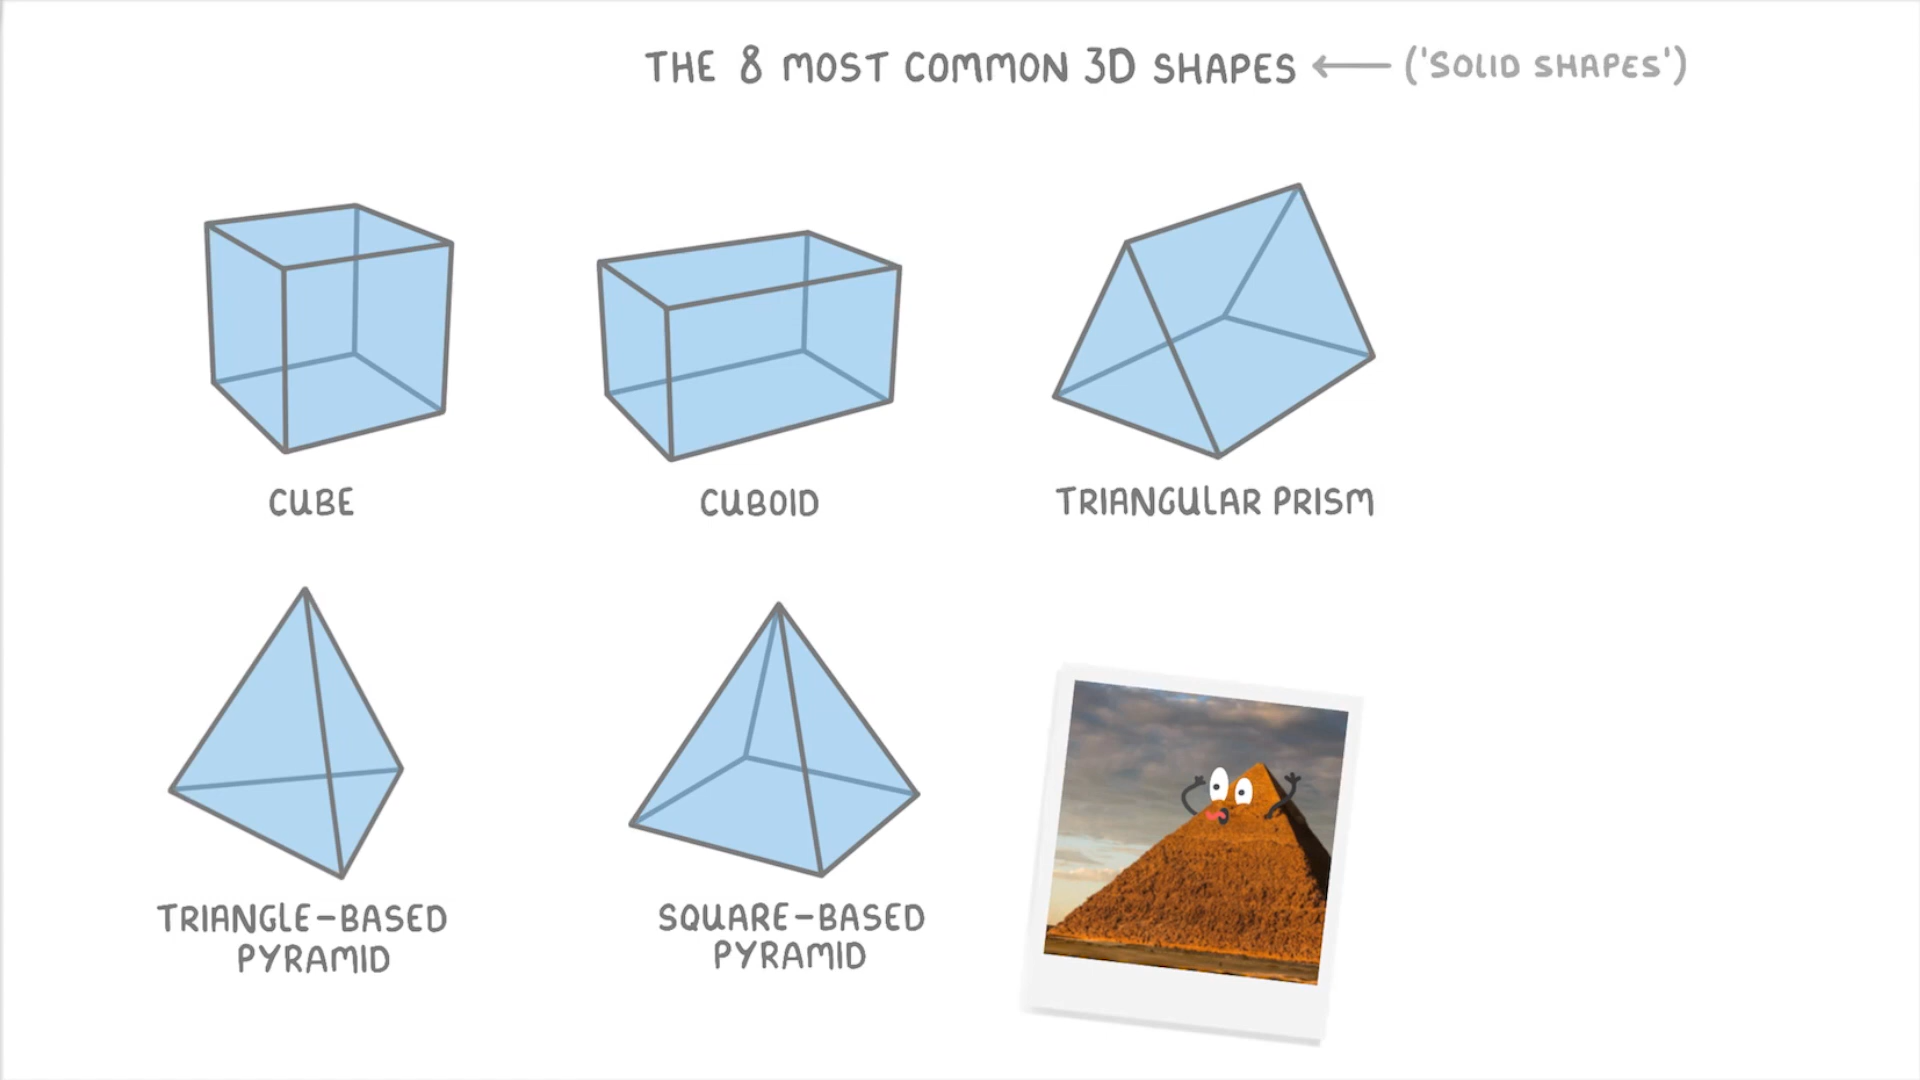 THE 8 MOST COMMON 3D SHAPES ← ('SOLID SHAPES')
CUBE
CUBOID
TRIANGULAR PRISM
TRIANGLE-BASED
PYRAMID
SQUARE-BASED
PYRAMID